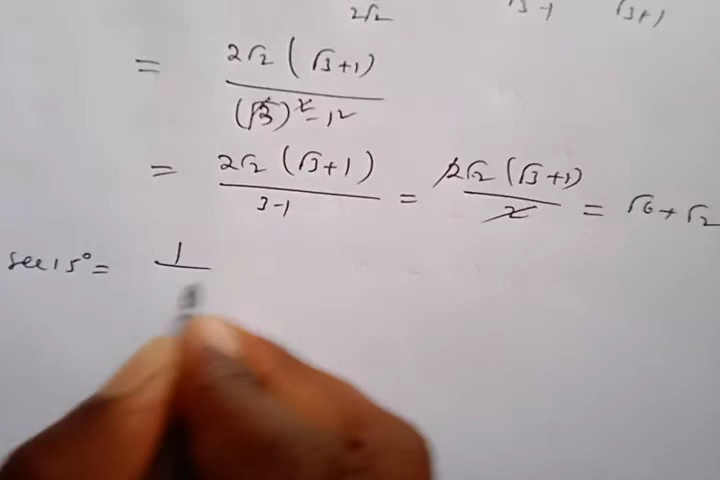 2√2 √3-1 √3+1
= 2√2 (√3+1) / (√3)² - 1²
= 2√2 (√3+1) / 3-1 = 2√2 (√3+1) / 2 = √6 + √2
sec 15° = 1